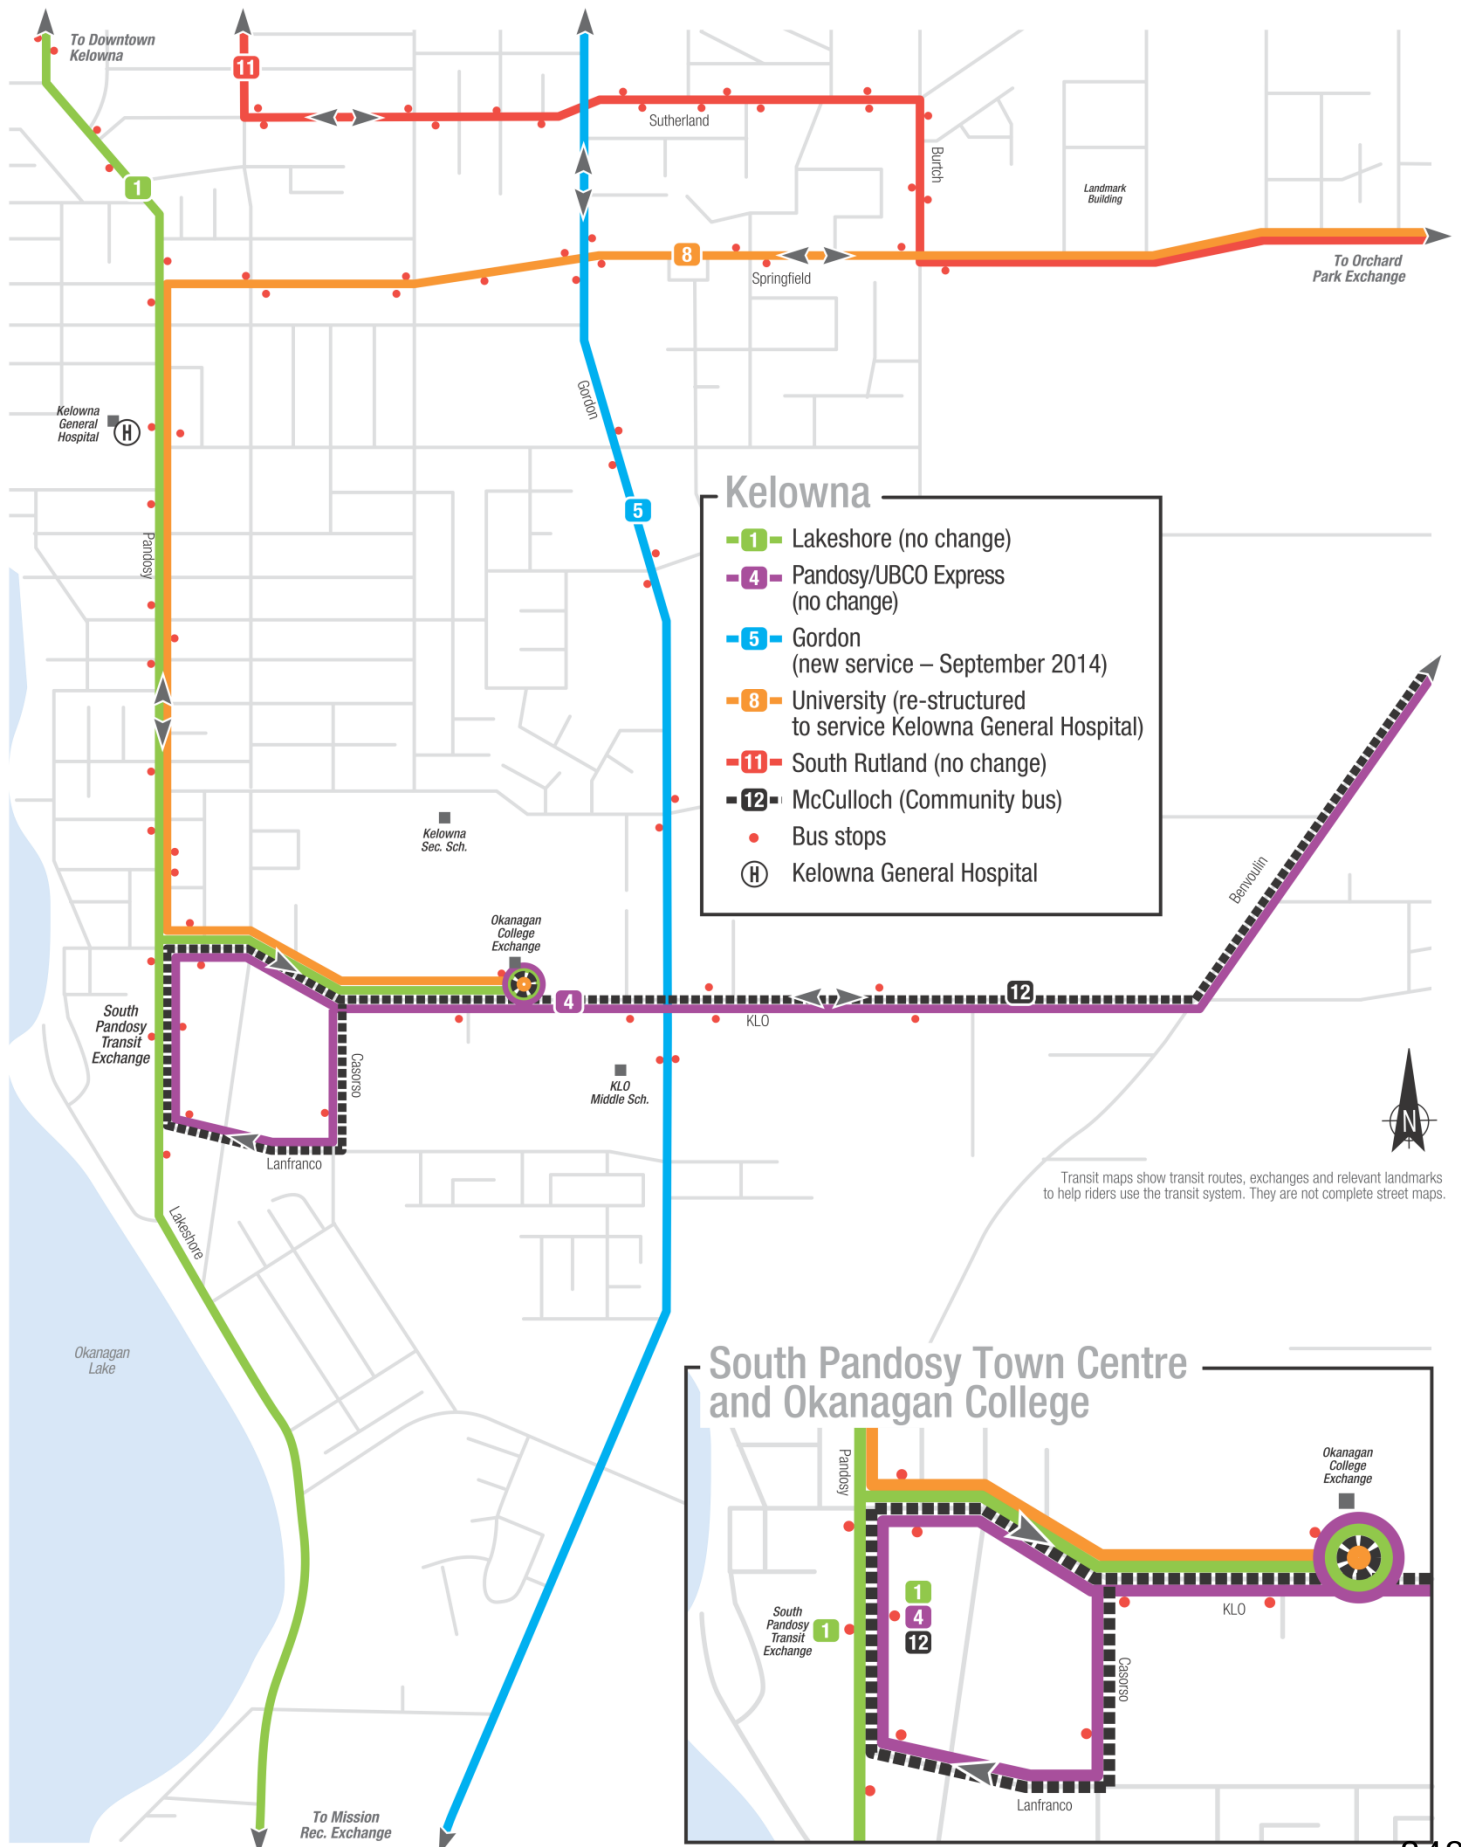 To Downtown
Kelowna
11
Sutherland
Burtch
1
Landmark
Building
8
Springfield
To Orchard
Park Exchange
Gordon
Kelowna
General
Hospital
H
5
Pandosy
Kelowna
1 Lakeshore (no change)
4 Pandosy/UBCO Express
(no change)
5 Gordon
(new service – September 2014)
8 University (re-structured
to service Kelowna General Hospital)
11 South Rutland (no change)
12 McCulloch (Community bus)
Bus stops
H Kelowna General Hospital
Kelowna
Sec. Sch.
Benvoulin
Okanagan
College
Exchange
4
12
KLO
South
Pandosy
Transit
Exchange
Casorso
KLO
Middle Sch.
N
Lanfranco
Transit maps show transit routes, exchanges and relevant landmarks
to help riders use the transit system. They are not complete street maps.
Lakeshore
Okanagan
Lake
To Mission
Rec. Exchange
South Pandosy Town Centre
and Okanagan College
Pandosy
Okanagan
College
Exchange
1
4
12
South
Pandosy
Transit
Exchange
1
KLO
Casorso
Lanfranco